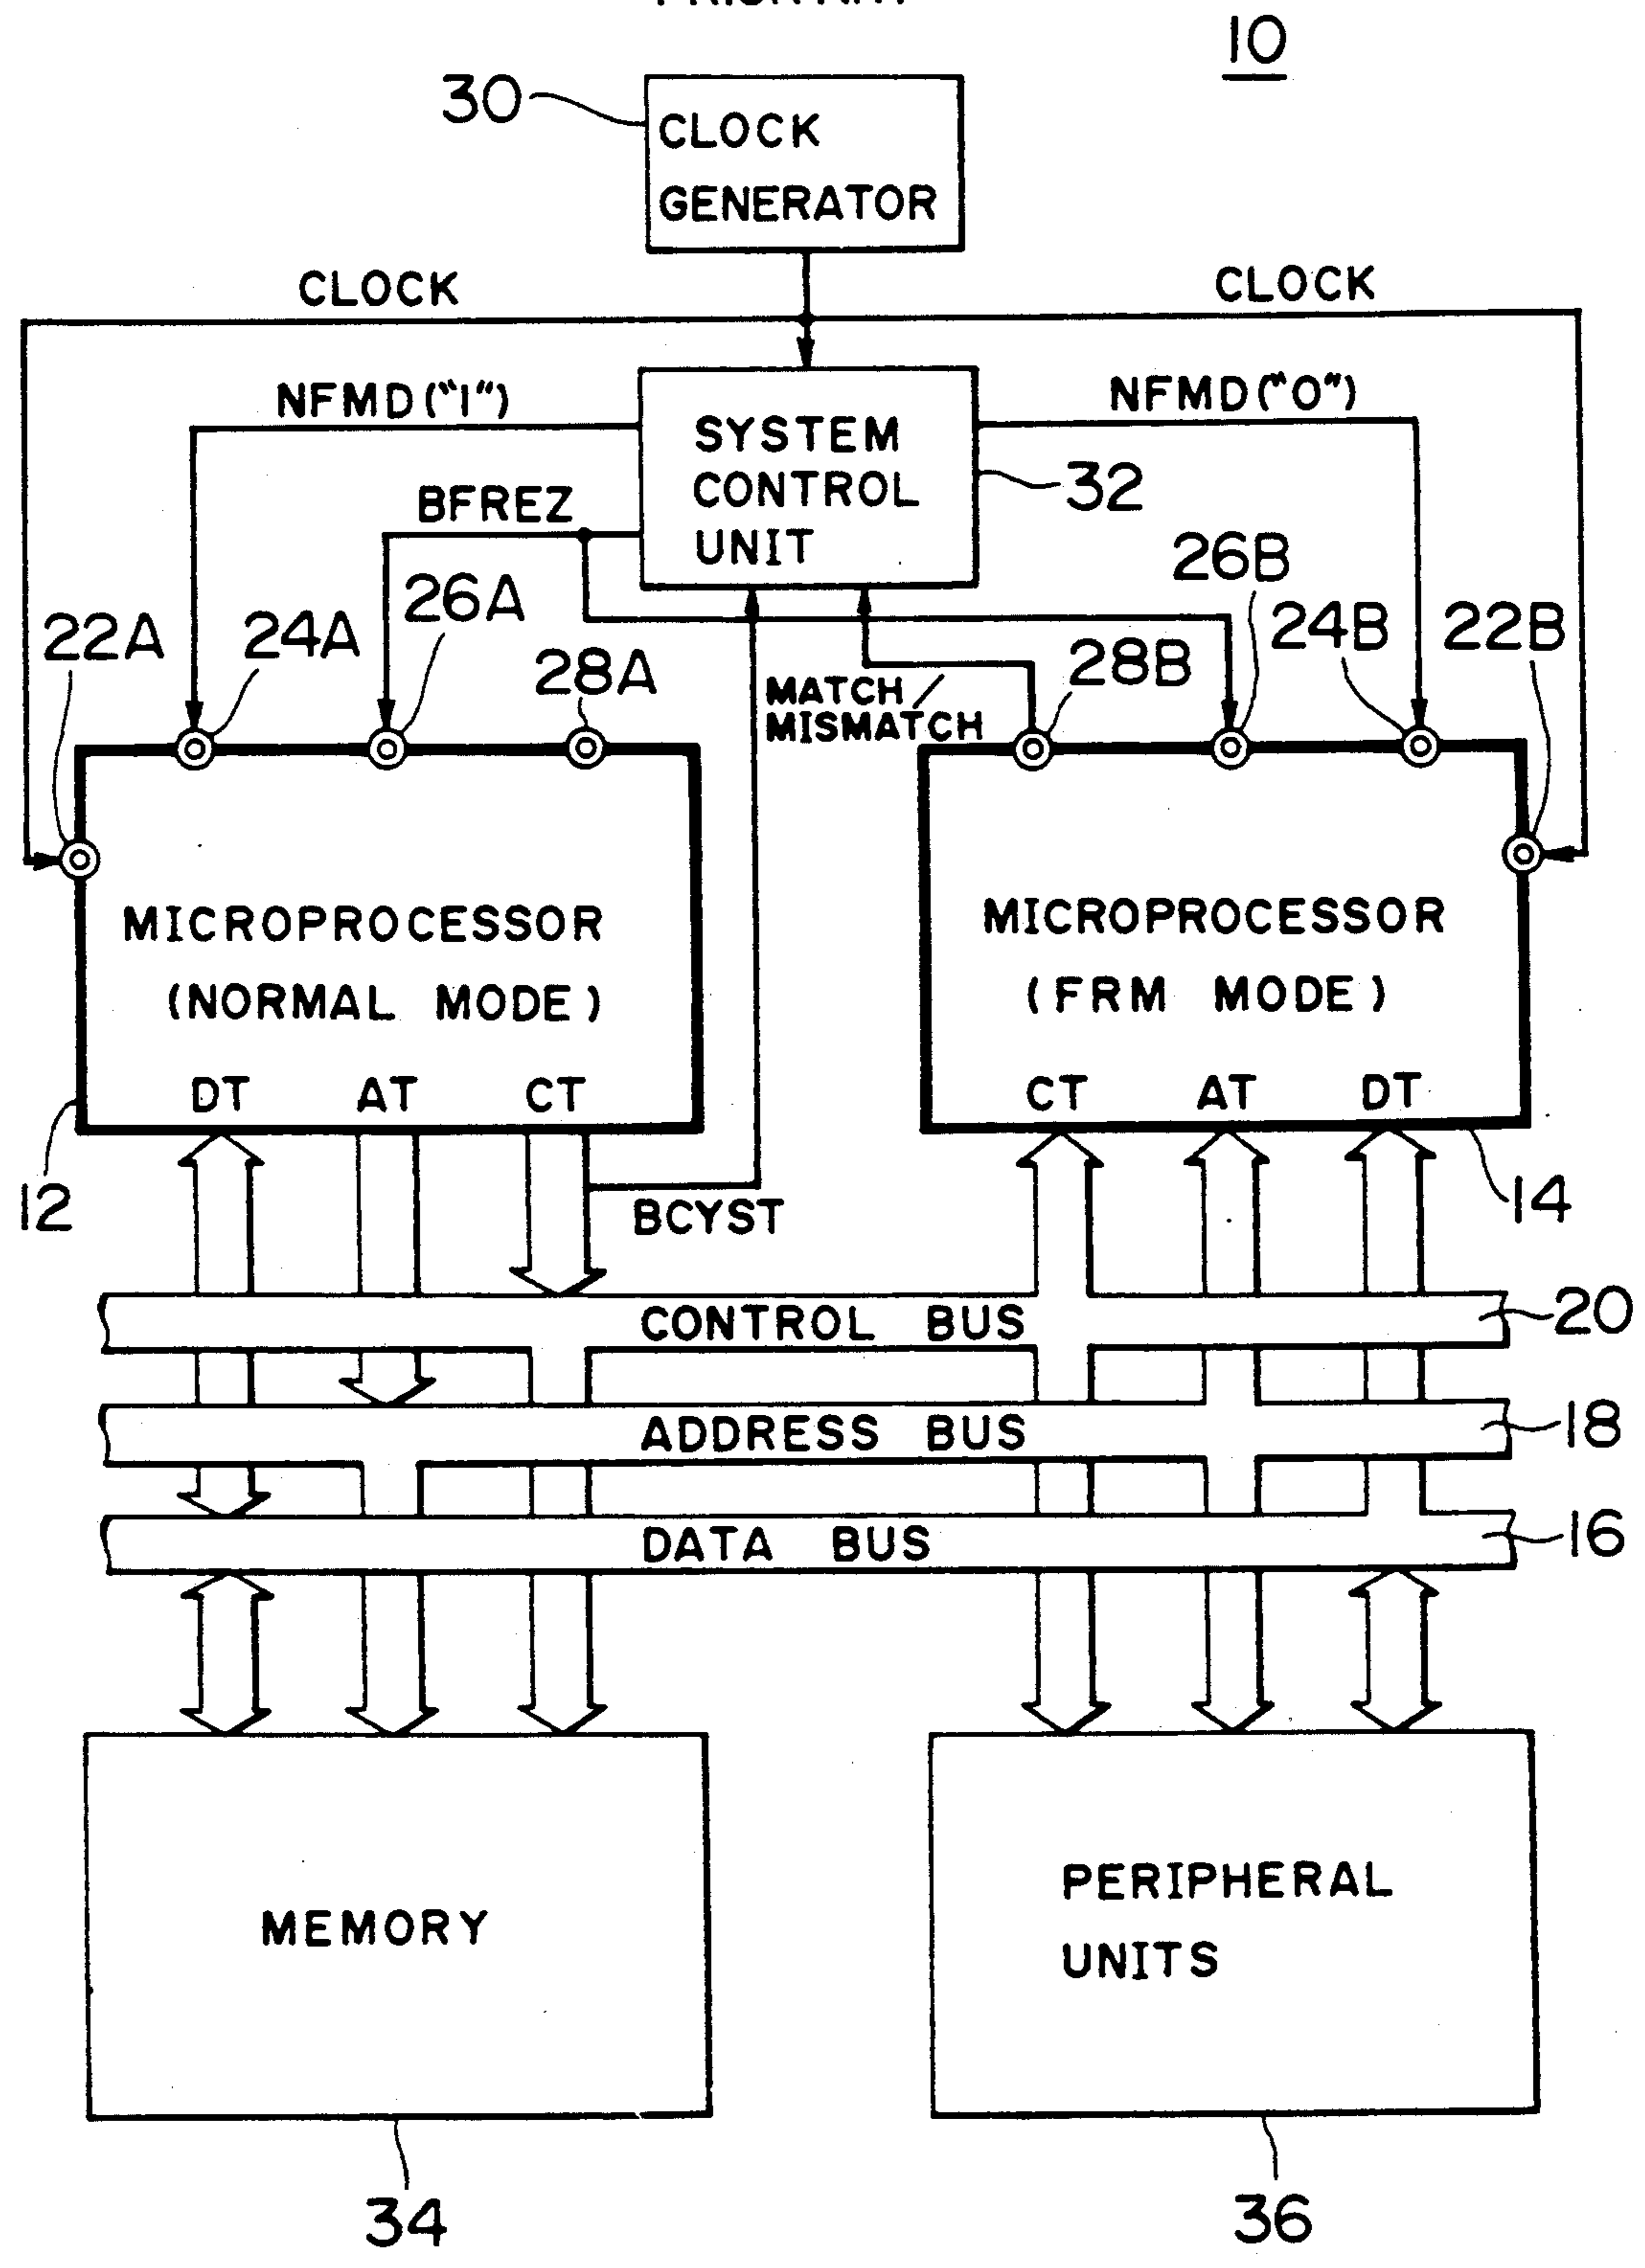 10
30
CLOCK
GENERATOR
CLOCK
CLOCK
NFMD("1")
NFMD("0")
SYSTEM
CONTROL
UNIT
32
BFREZ
26B
26A
22A
24A
24B
22B
28A
28B
MATCH/
MISMATCH
MICROPROCESSOR
(NORMAL MODE)
MICROPROCESSOR
(FRM MODE)
DT AT CT
CT AT DT
12
14
BCYST
CONTROL BUS
20
ADDRESS BUS
18
DATA BUS
16
MEMORY
PERIPHERAL
UNITS
34
36